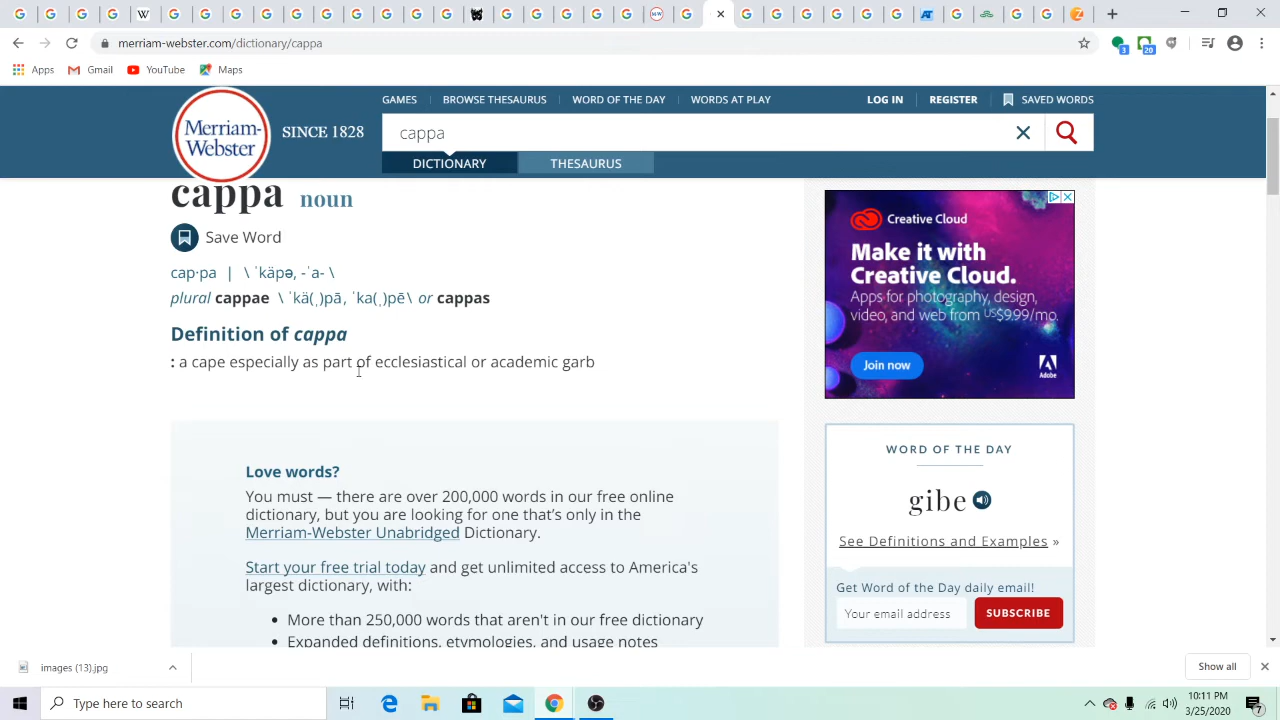 merriam-webster.com/dictionary/cappa
3
20
Apps
Gmail
YouTube
Maps
GAMES
BROWSE THESAURUS
WORD OF THE DAY
WORDS AT PLAY
LOG IN
REGISTER
SAVED WORDS
Merriam-
Webster
SINCE 1828
cappa
DICTIONARY
THESAURUS
cappa noun
Save Word
cap·pa | \ ˈkäpə, -ˈa- \
plural cappae \ ˈkä(ˌ)pā, ˈka(ˌ)pē\ or cappas
Definition of cappa
: a cape especially as part of ecclesiastical or academic garb
Love words?
You must — there are over 200,000 words in our free online
dictionary, but you are looking for one that’s only in the
Merriam-Webster Unabridged Dictionary.
Start your free trial today and get unlimited access to America's
largest dictionary, with:
• More than 250,000 words that aren't in our free dictionary
• Expanded definitions, etymologies, and usage notes
Creative Cloud
Make it with
Creative Cloud.
Apps for photography, design,
video, and web from US$9.99/mo.
Join now
Adobe
WORD OF THE DAY
gibe
See Definitions and Examples »
Get Word of the Day daily email!
Your email address
SUBSCRIBE
images (13).jpg
Show all
Type here to search
10:11 PM
3/25/2020
7